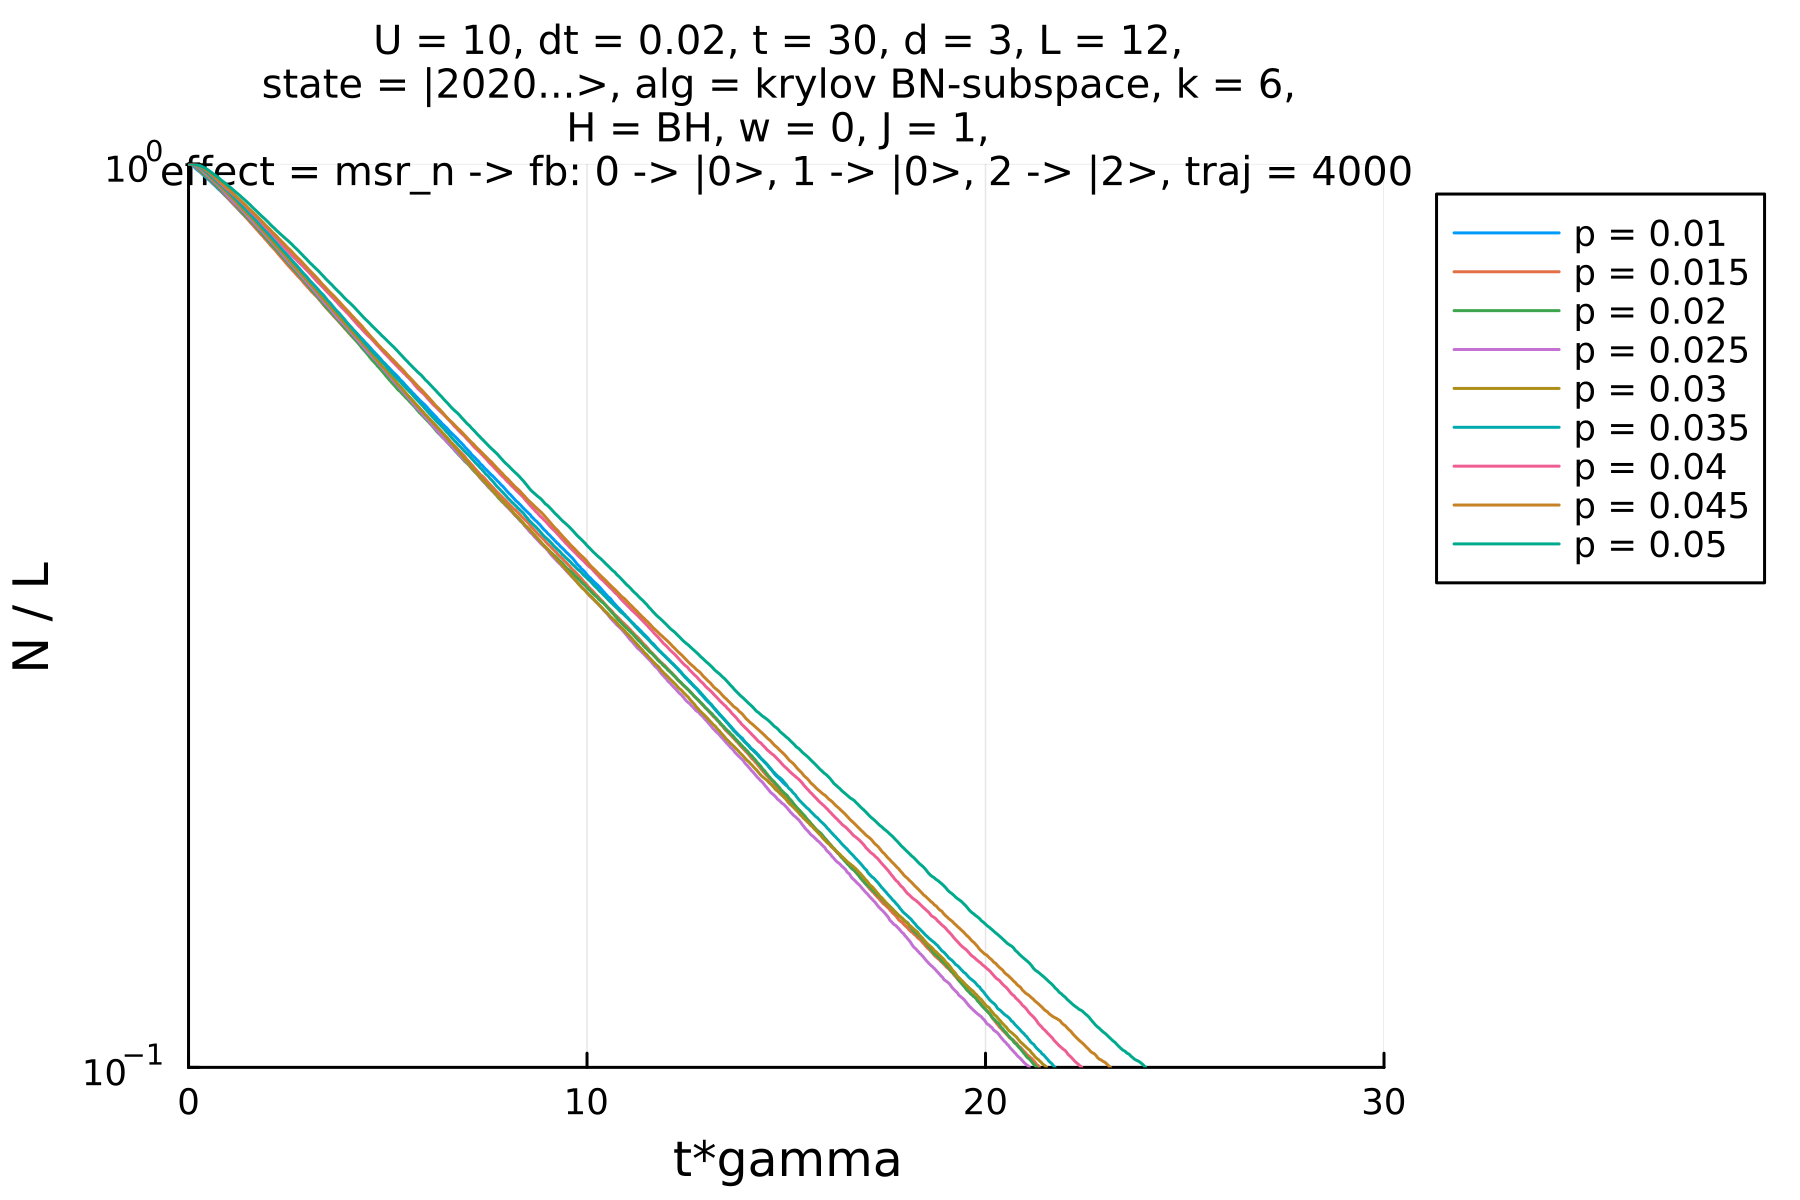 U = 10, dt = 0.02, t = 30, d = 3, L = 12,
state = |2020...>, alg = krylov BN-subspace, k = 6,
H = BH, w = 0, J = 1,
effect = msr_n -> fb: 0 -> |0>, 1 -> |0>, 2 -> |2>, traj = 4000
10⁰
p = 0.01
p = 0.015
p = 0.02
p = 0.025
p = 0.03
p = 0.035
p = 0.04
p = 0.045
p = 0.05
N / L
10⁻¹
0 10 20 30
t*gamma